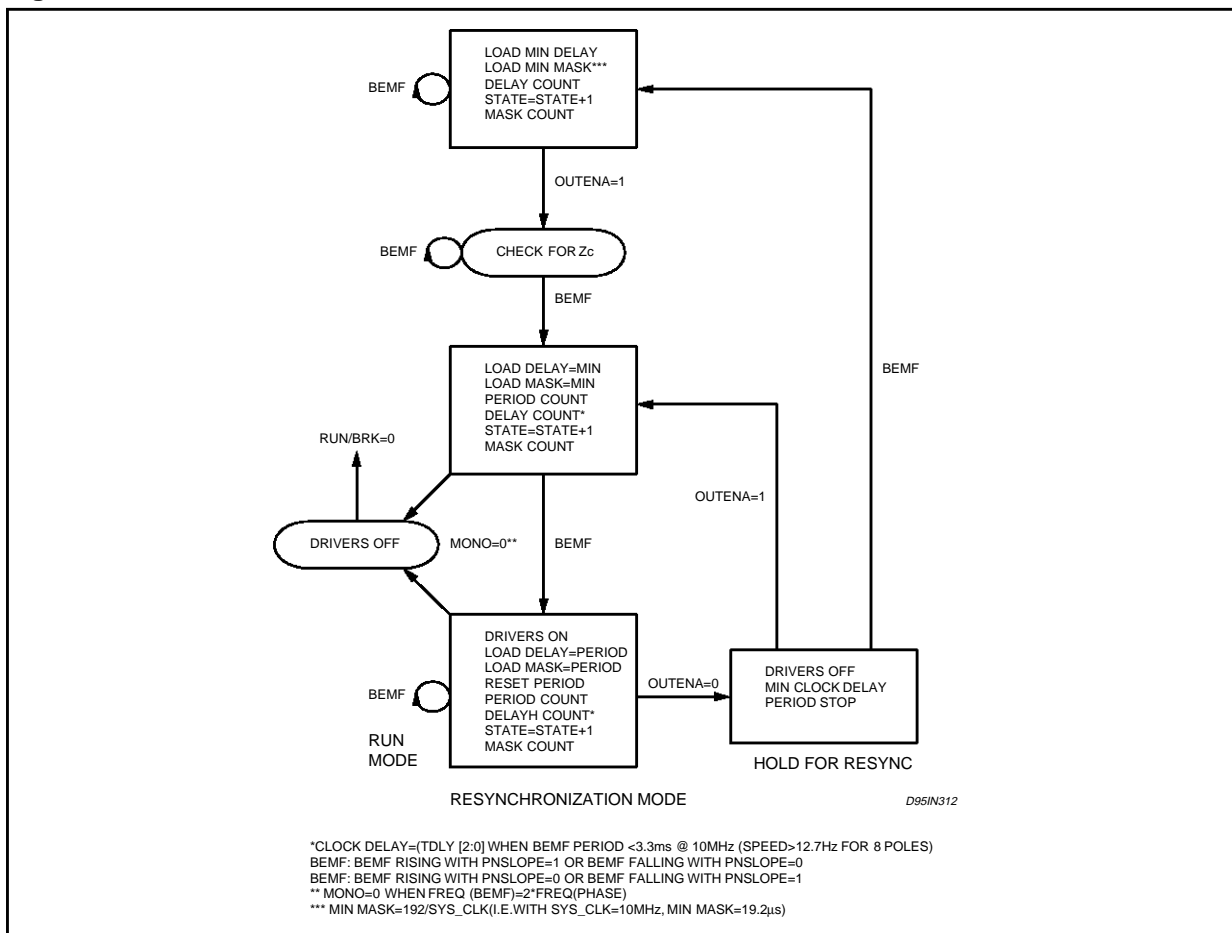 LOAD MIN DELAY
LOAD MIN MASK***
DELAY COUNT
STATE=STATE+1
MASK COUNT
BEMF
OUTENA=1
BEMF
CHECK FOR Zc
BEMF
BEMF
LOAD DELAY=MIN
LOAD MASK=MIN
PERIOD COUNT
DELAY COUNT*
STATE=STATE+1
MASK COUNT
RUN/BRK=0
OUTENA=1
DRIVERS OFF
MONO=0**
BEMF
DRIVERS ON
LOAD DELAY=PERIOD
LOAD MASK=PERIOD
RESET PERIOD
PERIOD COUNT
DELAYH COUNT*
STATE=STATE+1
MASK COUNT
BEMF
OUTENA=0
DRIVERS OFF
MIN CLOCK DELAY
PERIOD STOP
RUN
MODE
HOLD FOR RESYNC
RESYNCHRONIZATION MODE
D95IN312
*CLOCK DELAY=(TDLY [2:0] WHEN BEMF PERIOD <3.3ms @ 10MHz (SPEED>12.7Hz FOR 8 POLES)
BEMF: BEMF RISING WITH PNSLOPE=1 OR BEMF FALLING WITH PNSLOPE=0
BEMF: BEMF RISING WITH PNSLOPE=0 OR BEMF FALLING WITH PNSLOPE=1
** MONO=0 WHEN FREQ (BEMF)=2*FREQ(PHASE)
*** MIN MASK=192/SYS_CLK(I.E.WITH SYS_CLK=10MHz, MIN MASK=19.2µs)